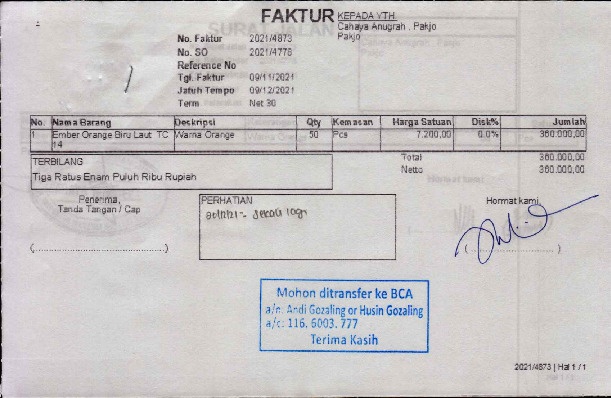 FAKTUR
KEPADA YTH.
Cahaya Anugrah . Pakjo
Pakjo
No. Faktur 2021/4873
No. SO 2021/4776
Reference No
Tgl. Faktur 09/11/2021
Jatuh Tempo 09/12/2021
Term Net 30
No. Nama Barang Deskripsi Qty Kemasan Harga Satuan Disk% Jumlah
1 Ember Orange Biru Laut TC 14 Warna Orange 50 Pcs 7.200,00 0.0% 360.000,00
TERBILANG
Tiga Ratus Enam Puluh Ribu Rupiah
Total 360.000,00
Netto 360.000,00
Penerima,
Tanda Tangan / Cap
PERHATIAN
Hormat kami,
(........................................)
(........................................)
Mohon ditransfer ke BCA
a/n: Andi Gozaling or Husin Gozaling
a/c: 116. 6003. 777
Terima Kasih
2021/4873 | Hal 1 / 1